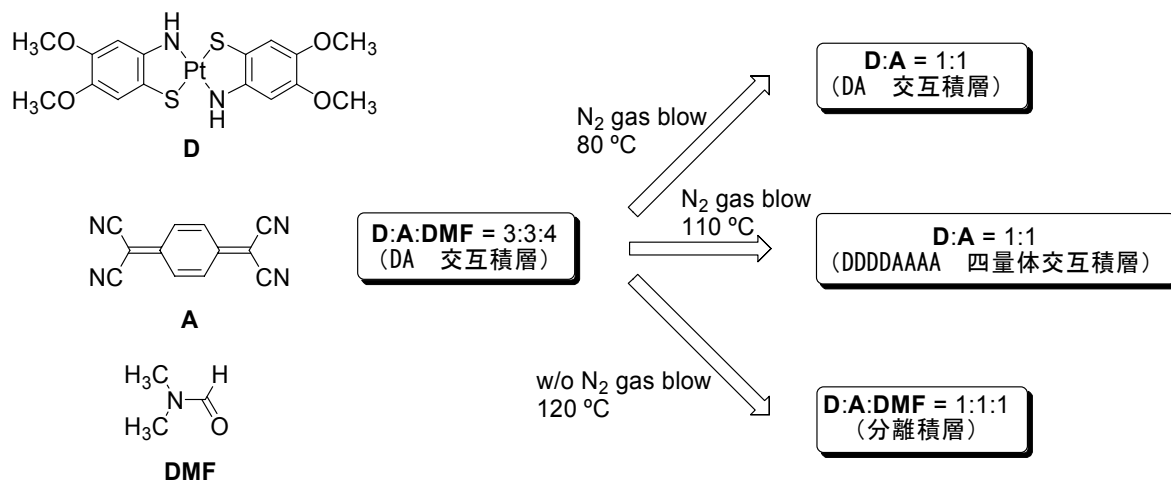 H
H3CO
N
S
OCH3
Pt
H3CO
S
N
OCH3
H
D
NC
CN
NC
CN
A
H3C
H
N
H3C
O
DMF
D:A:DMF = 3:3:4
(DA 交互積層)
N2 gas blow
80 ºC
N2 gas blow
110 ºC
w/o N2 gas blow
120 ºC
D:A = 1:1
(DA 交互積層)
D:A = 1:1
(DDDDAAAA 四量体交互積層)
D:A:DMF = 1:1:1
(分離積層)